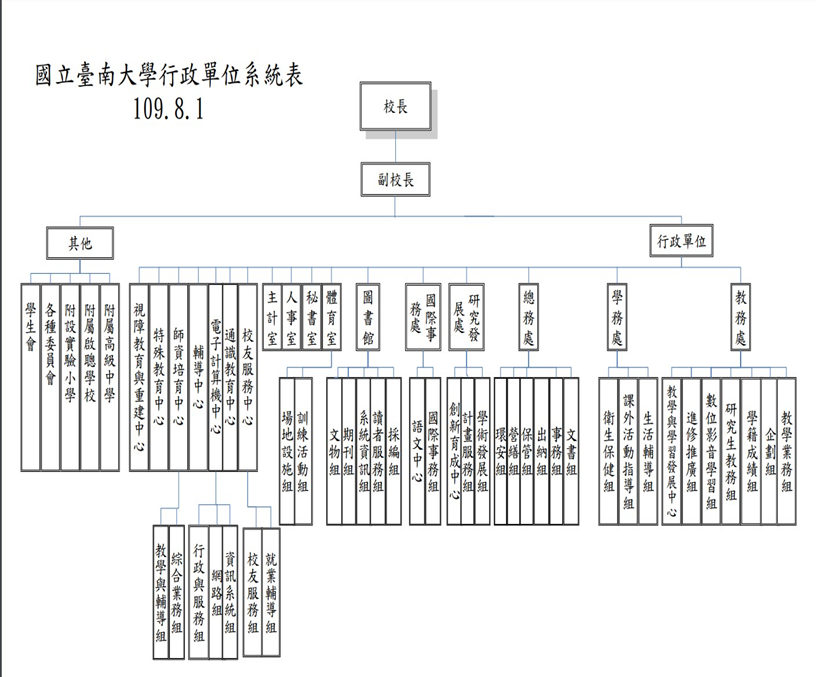 國立臺南大學行政單位系統表
109.8.1
校長
副校長
其他
行政單位
學生會
各種委員會
附設實驗小學
附屬啟聰學校
附屬高級中學
視障教育與重建中心
特殊教育中心
師資培育中心
輔導中心
電子計算機中心
通識教育中心
校友服務中心
主計室
人事室
秘書室
體育室
圖書館
國際事務處
研究發展處
總務處
學務處
教務處
場地設施組
訓練活動組
文物組
期刊組
系統資訊組
讀者服務組
採編組
語文中心
國際事務組
創新育成中心
計畫服務組
學術發展組
環安組
營繕組
保管組
出納組
事務組
文書組
衛生保健組
課外活動指導組
生活輔導組
教學與學習發展中心
進修推廣組
數位影音學習組
研究生教務組
學籍成績組
企劃組
教學業務組
教學與輔導組
綜合業務組
行政與服務組
網路組
資訊系統組
校友服務組
就業輔導組